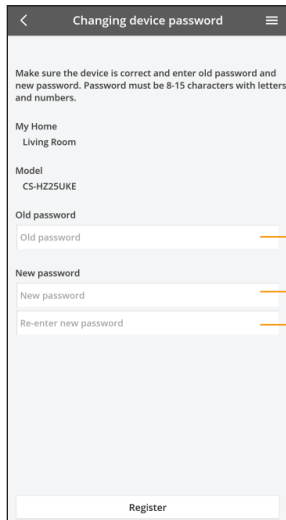 Changing device password
Make sure the device is correct and enter old password and
new password. Password must be 8-15 characters with letters
and numbers.
My Home
Living Room
Model
CS-HZ25UKE
Old password
Old password
New password
New password
Re-enter new password
Register